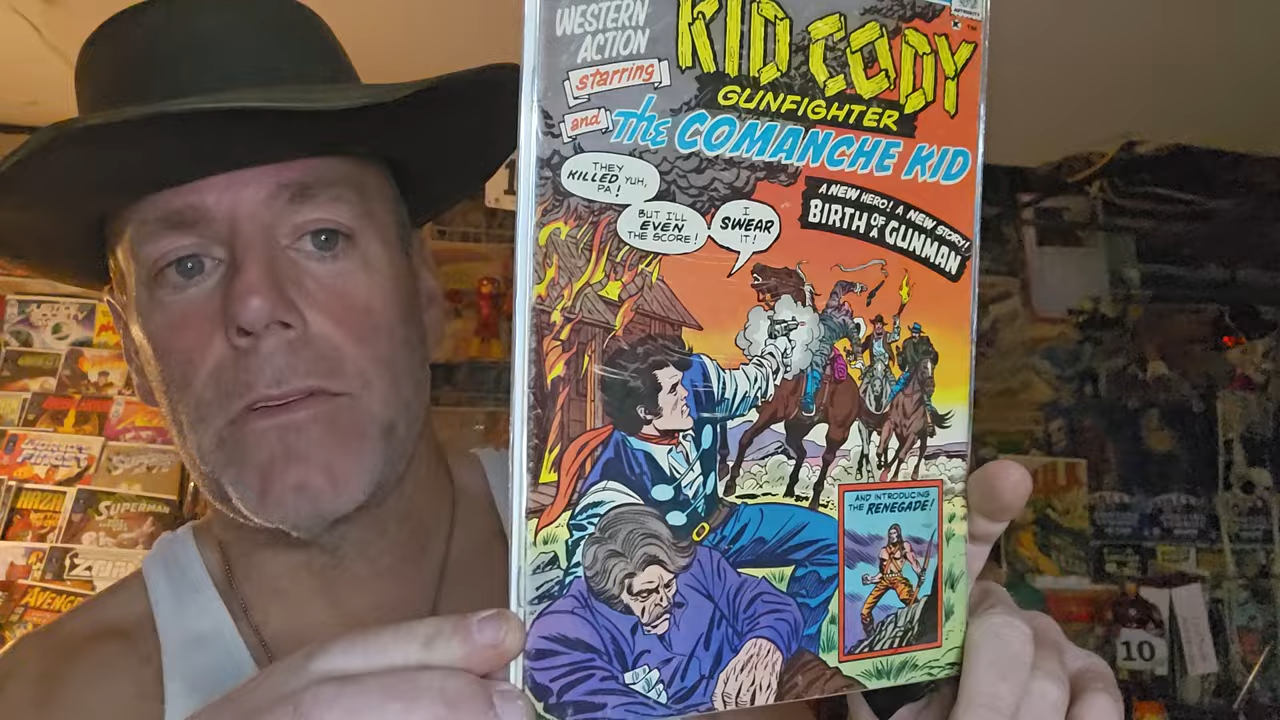 WESTERN
ACTION
starring
KID CODY
GUNFIGHTER
and The COMANCHE KID
THEY
KILLED YUH,
PA!
BUT I'LL
EVEN
THE SCORE!
I
SWEAR
IT!
A NEW HERO! A NEW STORY!
BIRTH OF A GUNMAN
AND INTRODUCING
THE RENEGADE!
SUPERMAN
AVENG
10